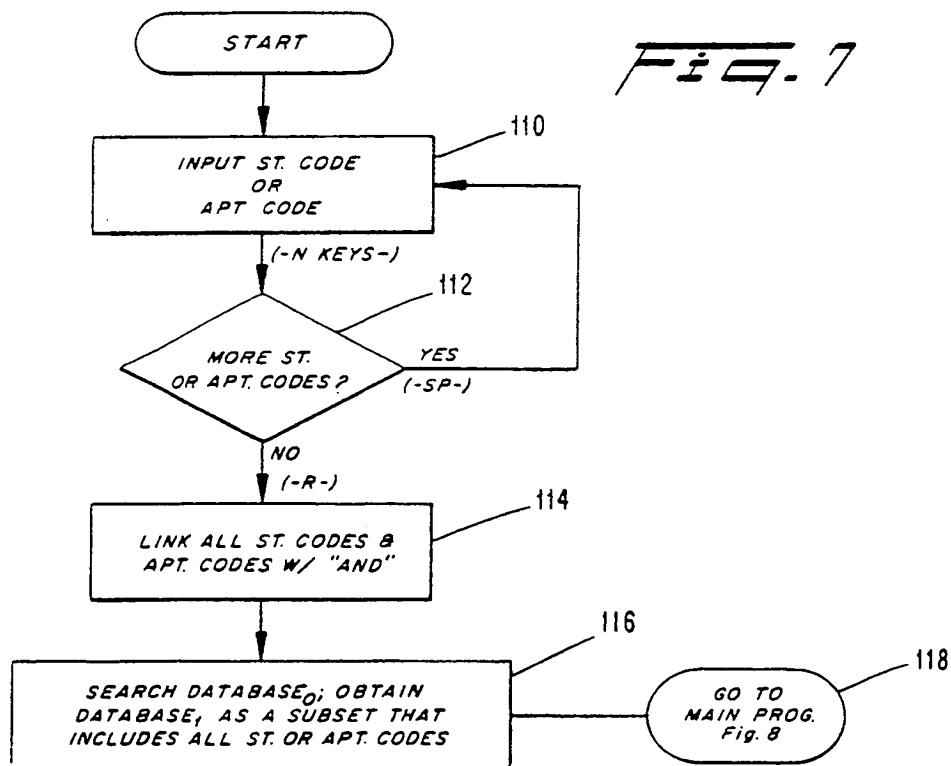 START
Fig. 7
110
INPUT ST. CODE
OR
APT CODE
(-N KEYS-)
112
MORE ST.
OR APT. CODES?
YES
(-SP-)
NO
(-R-)
114
LINK ALL ST. CODES &
APT. CODES W/ "AND"
116
SEARCH DATABASE₀; OBTAIN
DATABASE₁ AS A SUBSET THAT
INCLUDES ALL ST. OR APT. CODES
118
GO TO
MAIN PROG.
Fig. 8